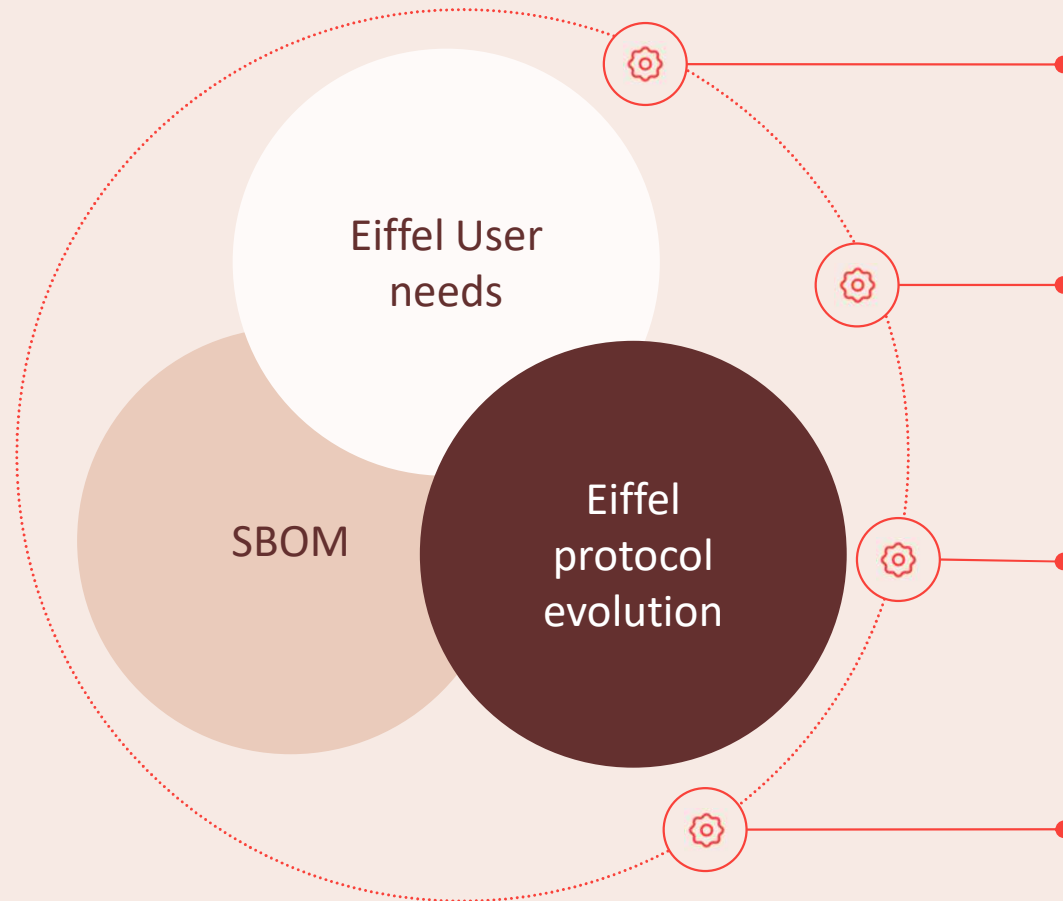 Eiffel User
needs
SBOM
Eiffel
protocol
evolution